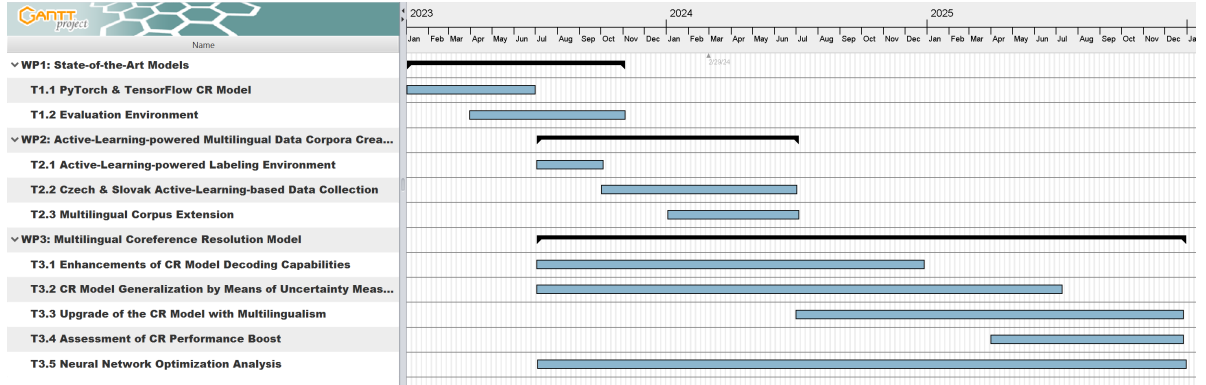 GANTT
project
2023 2024 2025
Jan Feb Mar Apr May Jun Jul Aug Sep Oct Nov Dec Jan Feb Mar Apr May Jun Jul Aug Sep Oct Nov Dec Jan Feb Mar Apr May Jun Jul Aug Sep Oct Nov Dec Ja
Name
2/29/24
WP1: State-of-the-Art Models
T1.1 PyTorch & TensorFlow CR Model
T1.2 Evaluation Environment
WP2: Active-Learning-powered Multilingual Data Corpora Crea...
T2.1 Active-Learning-powered Labeling Environment
T2.2 Czech & Slovak Active-Learning-based Data Collection
T2.3 Multilingual Corpus Extension
WP3: Multilingual Coreference Resolution Model
T3.1 Enhancements of CR Model Decoding Capabilities
T3.2 CR Model Generalization by Means of Uncertainty Meas...
T3.3 Upgrade of the CR Model with Multilingualism
T3.4 Assessment of CR Performance Boost
T3.5 Neural Network Optimization Analysis